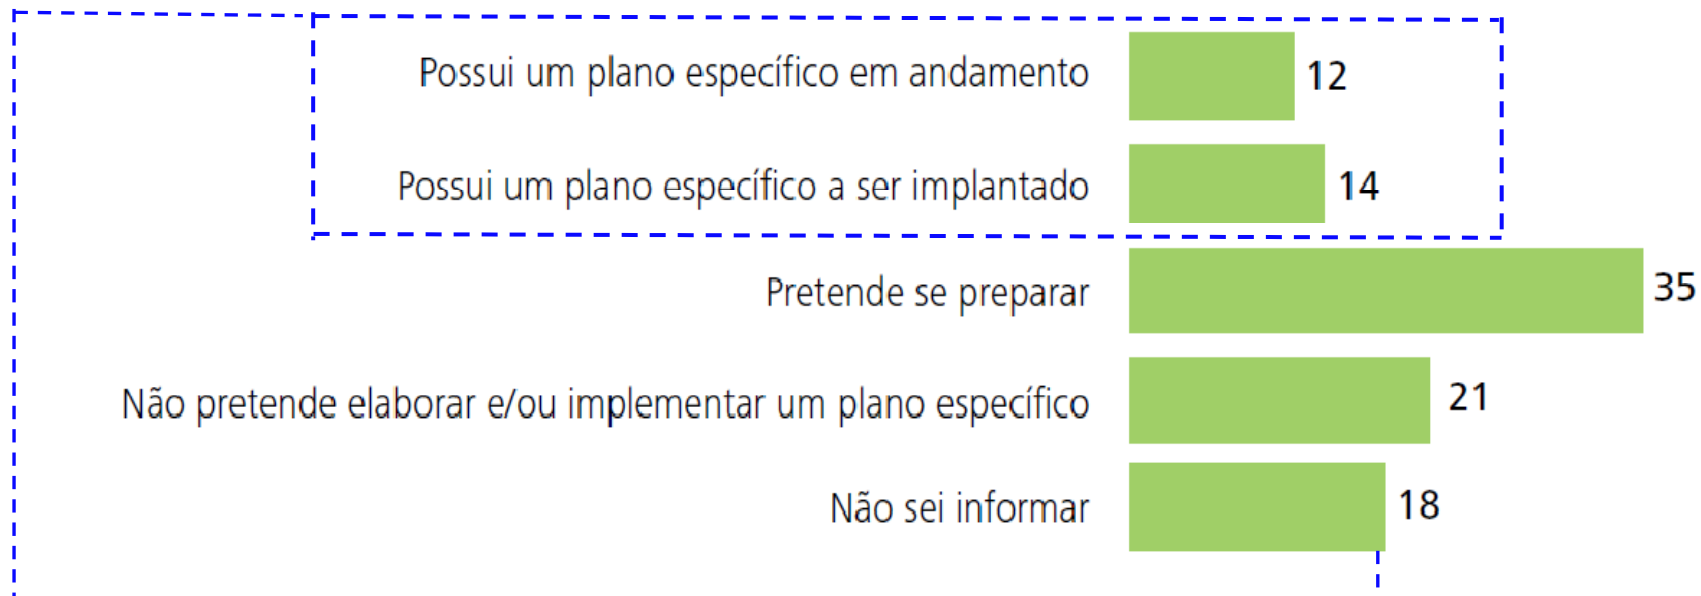 Possui um plano específico em andamento 12
Possui um plano específico a ser implantado 14
Pretende se preparar 35
Não pretende elaborar e/ou implementar um plano específico 21
Não sei informar 18